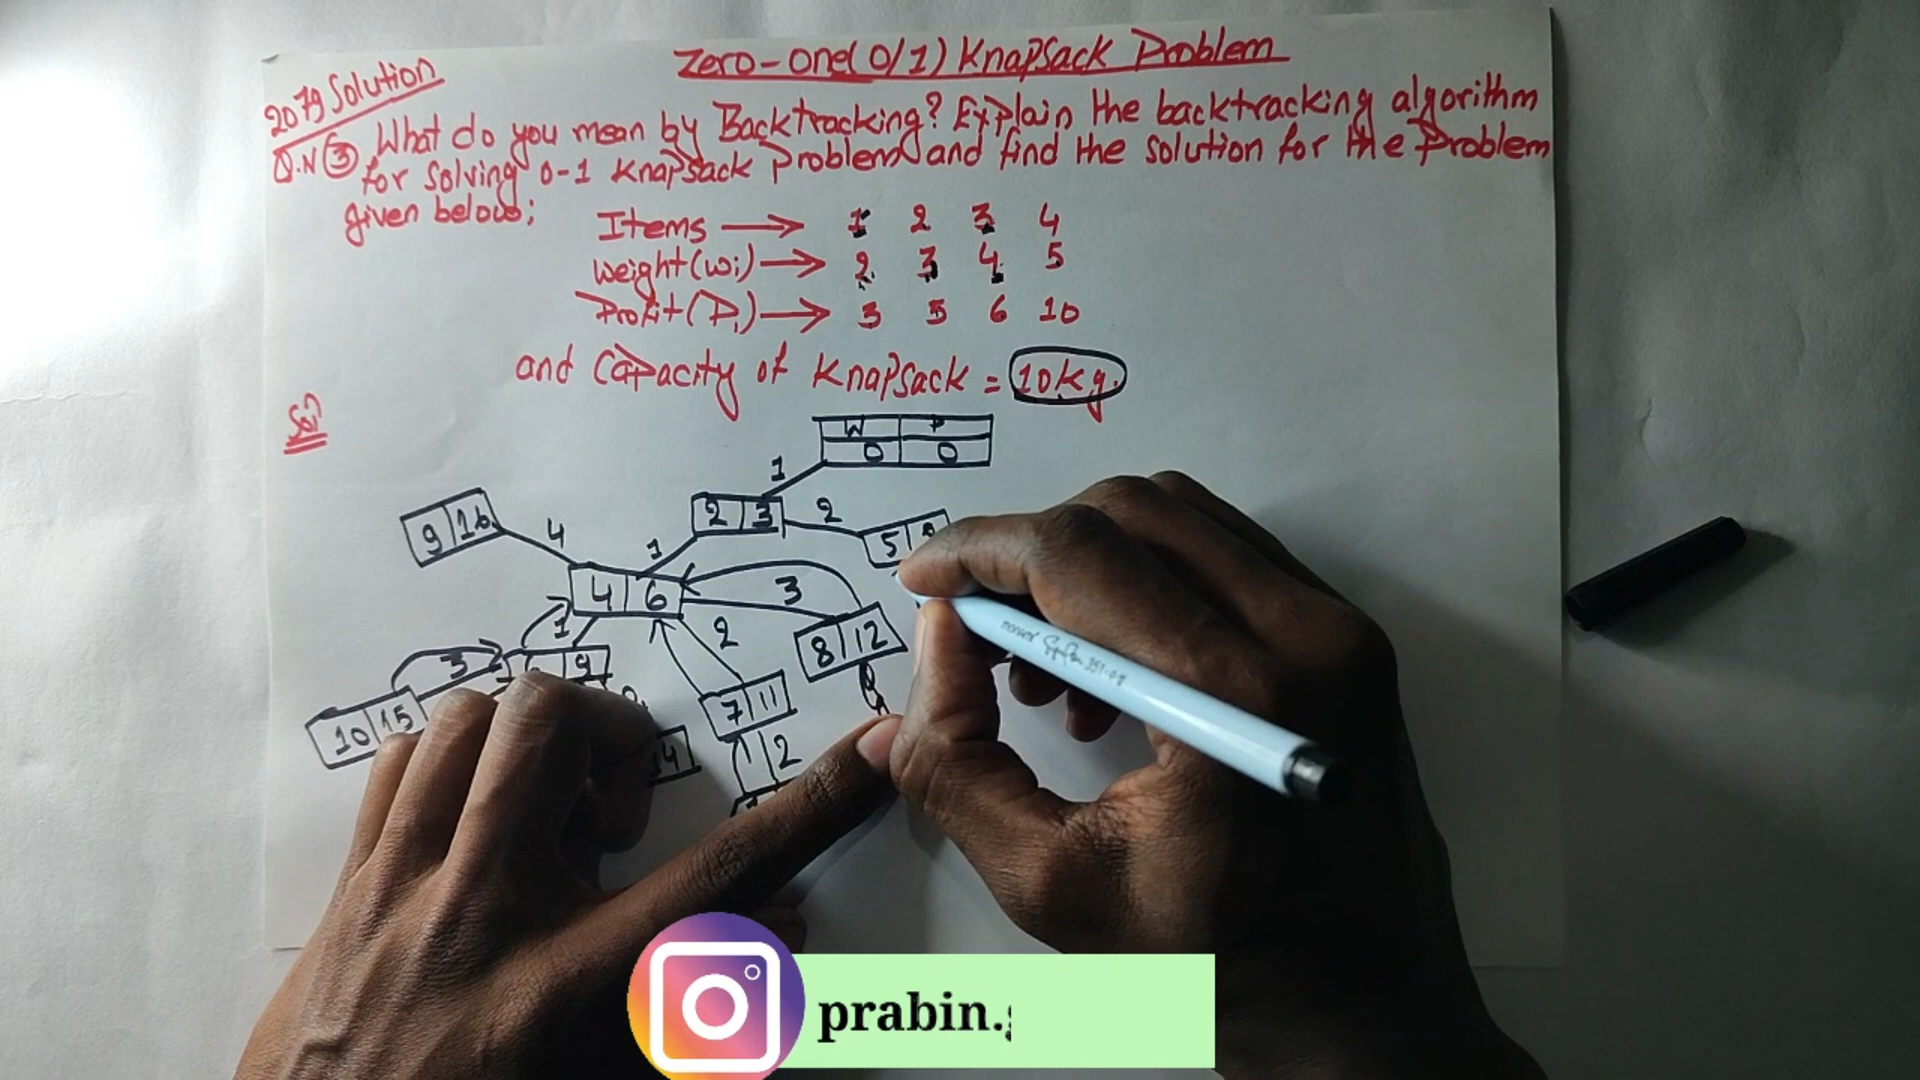 Zero-one(0/1) Knapsack Problem
2079 Solution
Q.N 3 What do you mean by Backtracking? Explain the backtracking algorithm
for solving 0-1 Knapsack Problem and find the solution for the Problem
given below;
Items → 1 2 3 4
Weight(wi) → 2 3 4 5
Profit(Pi) → 3 5 6 10
and Capacity of Knapsack = 10kg.
Sol
W P
0 0
1
2 3
2
5
9 16
4
1
4 6
3
8 12
2
7 11
2
1
9
3
10 15
14
prabin.